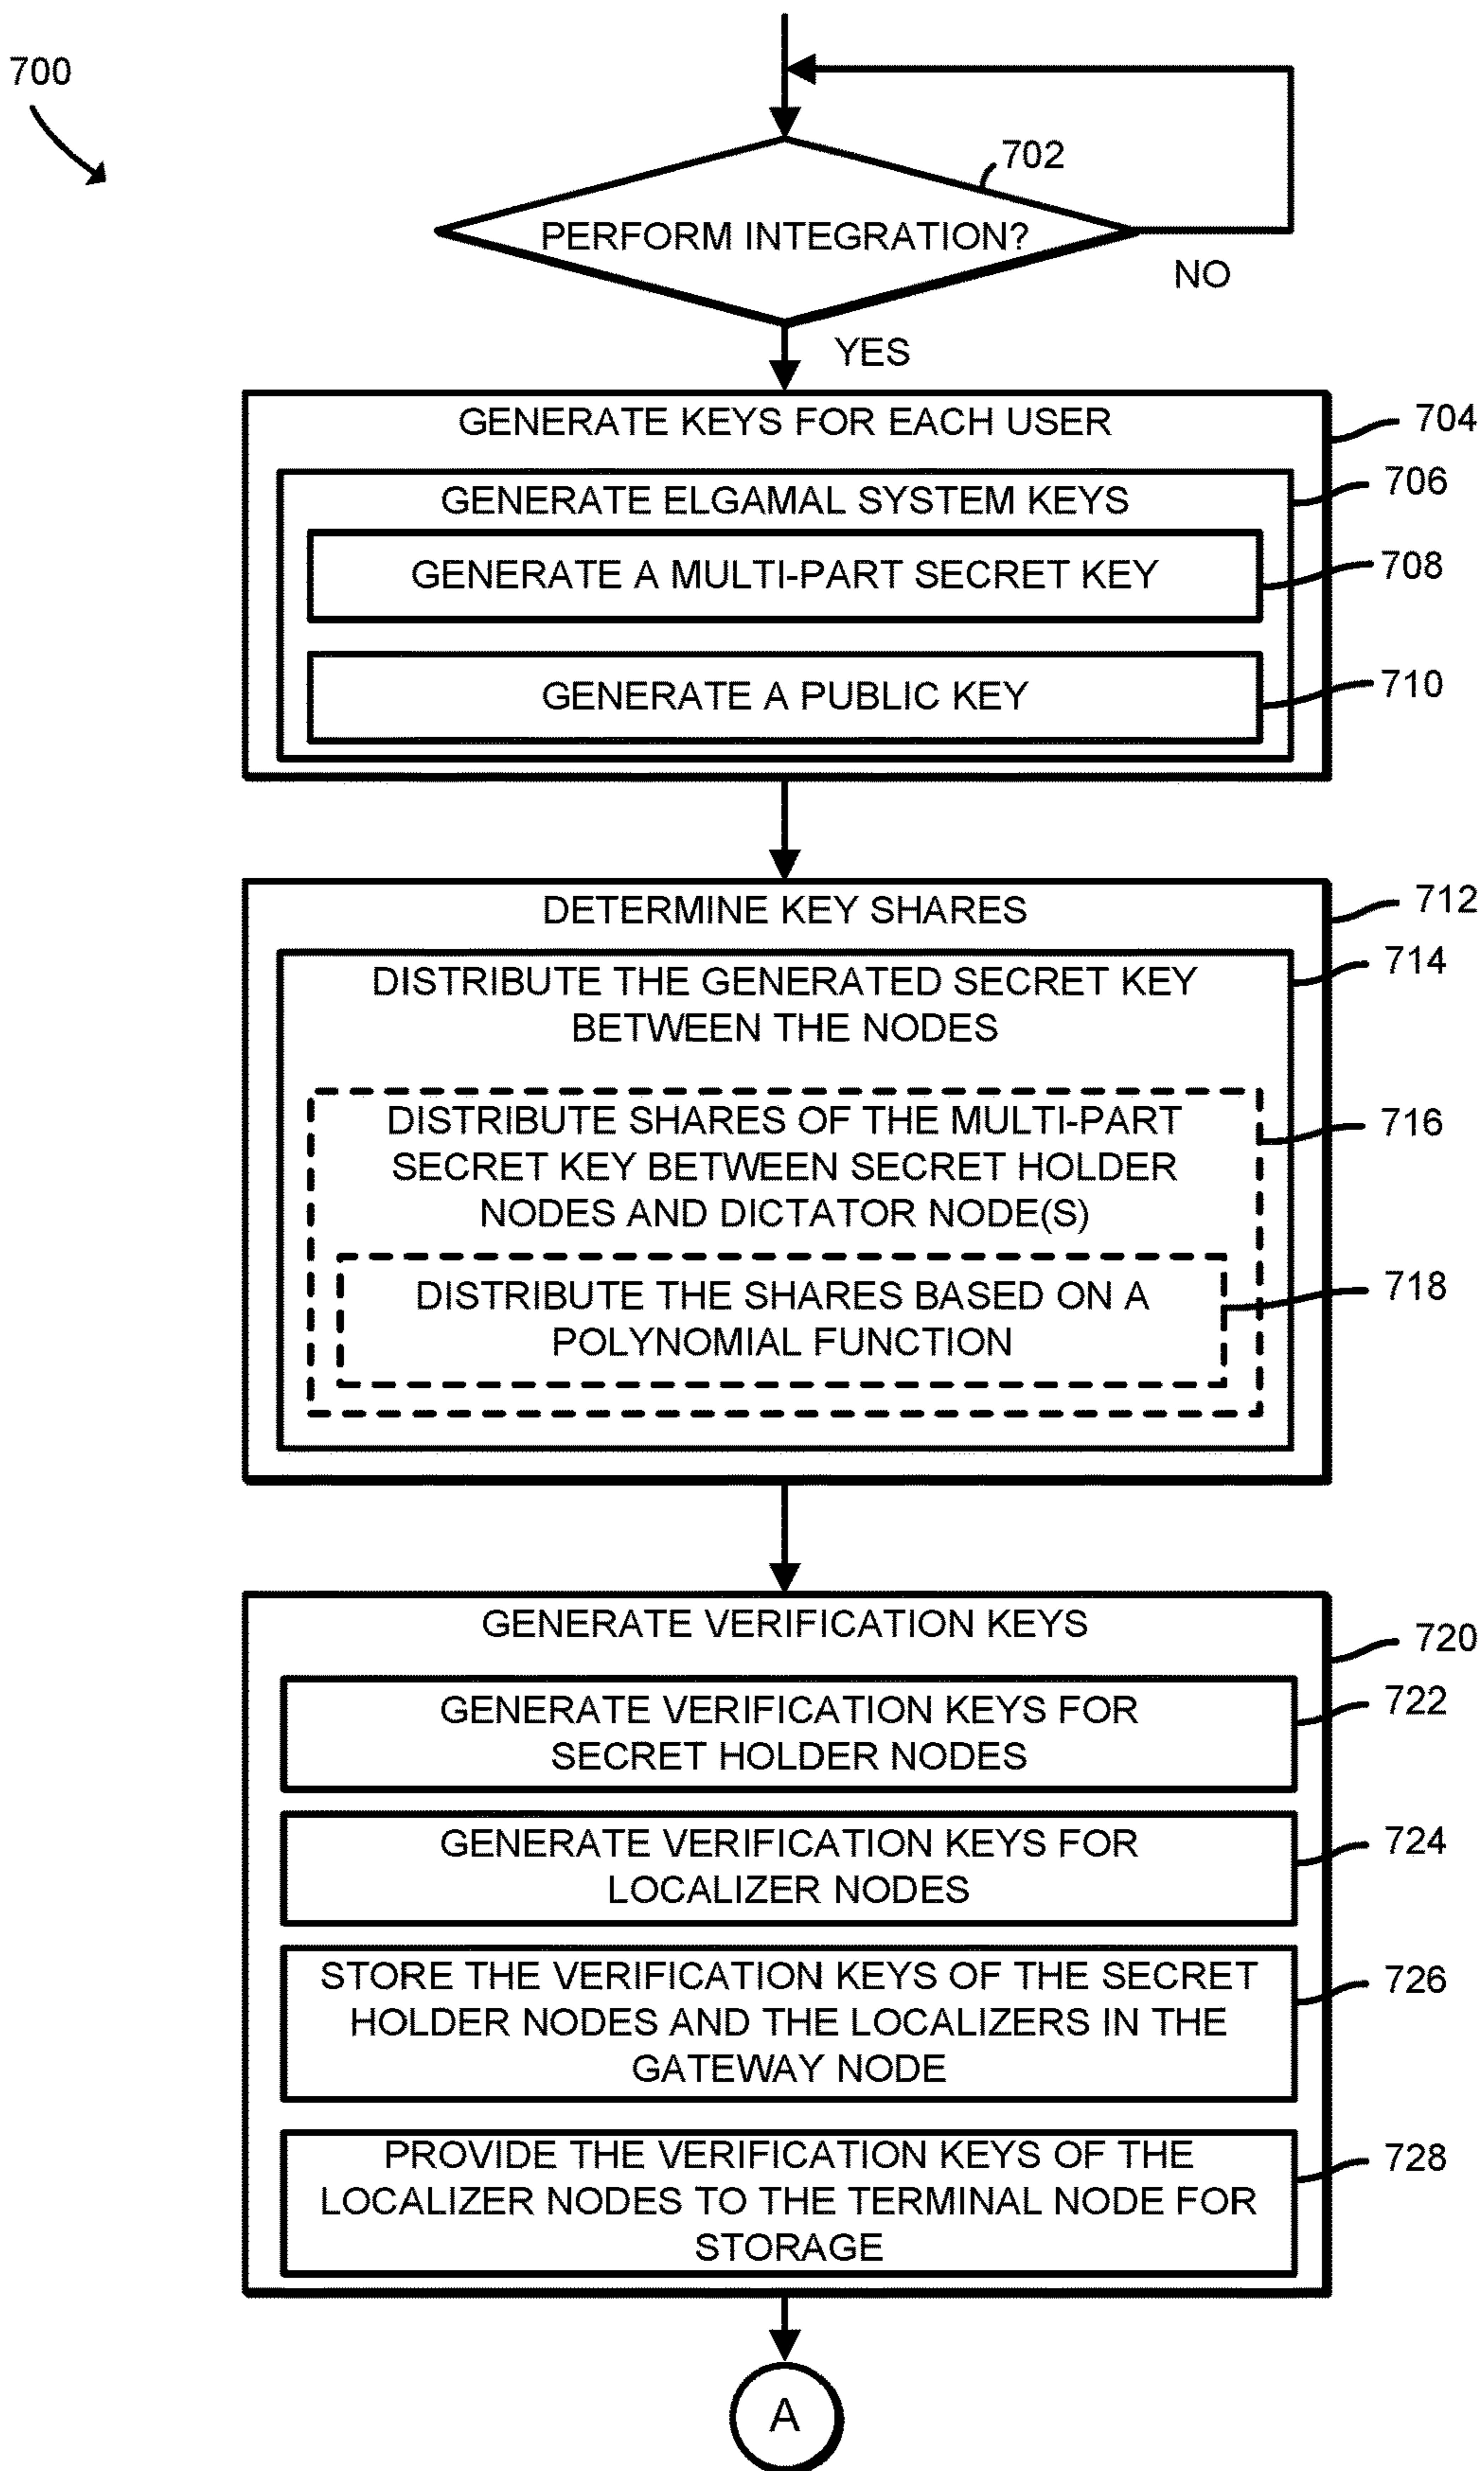 700
702
PERFORM INTEGRATION?
NO
YES
GENERATE KEYS FOR EACH USER
704
GENERATE ELGAMAL SYSTEM KEYS
706
GENERATE A MULTI-PART SECRET KEY
708
GENERATE A PUBLIC KEY
710
DETERMINE KEY SHARES
712
DISTRIBUTE THE GENERATED SECRET KEY
BETWEEN THE NODES
714
DISTRIBUTE SHARES OF THE MULTI-PART
SECRET KEY BETWEEN SECRET HOLDER
NODES AND DICTATOR NODE(S)
716
DISTRIBUTE THE SHARES BASED ON A
POLYNOMIAL FUNCTION
718
GENERATE VERIFICATION KEYS
720
GENERATE VERIFICATION KEYS FOR
SECRET HOLDER NODES
722
GENERATE VERIFICATION KEYS FOR
LOCALIZER NODES
724
STORE THE VERIFICATION KEYS OF THE SECRET
HOLDER NODES AND THE LOCALIZERS IN THE
GATEWAY NODE
726
PROVIDE THE VERIFICATION KEYS OF THE
LOCALIZER NODES TO THE TERMINAL NODE FOR
STORAGE
728
A